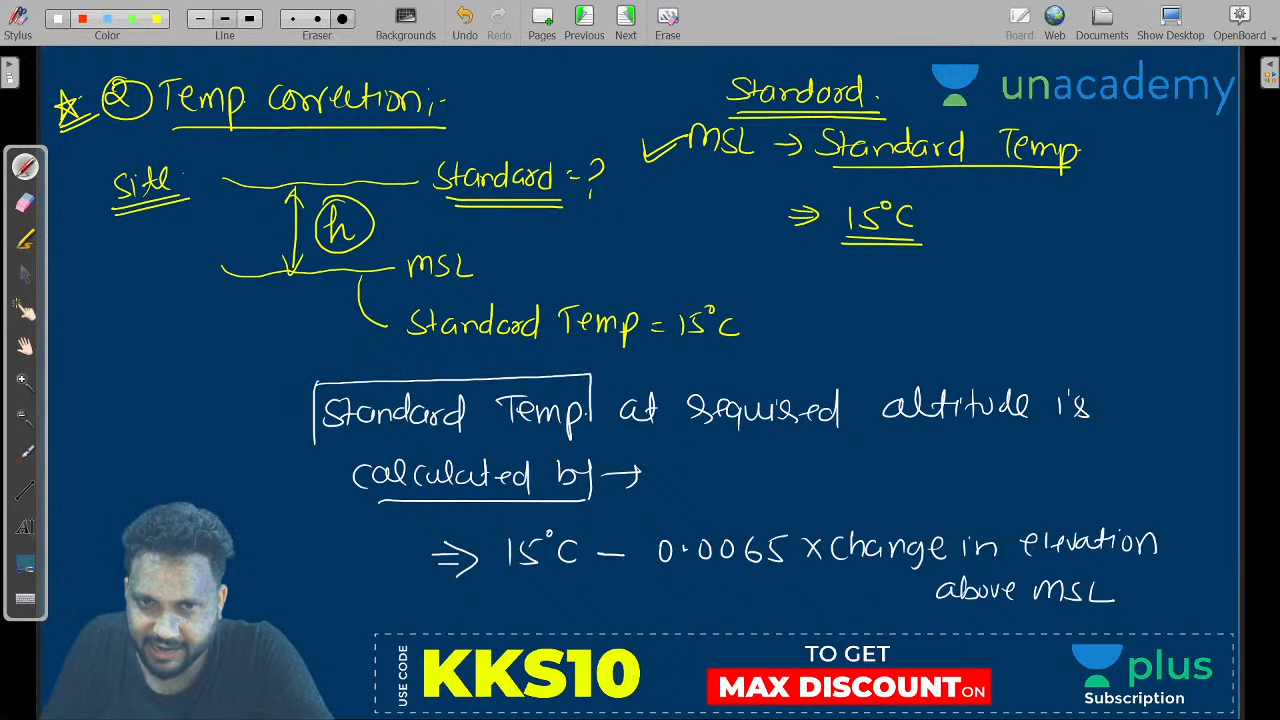 Stylus
Color
Line
Eraser
Backgrounds
Undo
Redo
Pages
Previous
Next
Erase
Board
Web
Documents
Show Desktop
OpenBoard
② Temp correction;-
Standard.
unacademy
MSL → Standard Temp
Site
Standard = ?
⇒ 15°C
h
MSL
Standard Temp = 15°C
Standard Temp. at required altitude is
calculated by →
⇒ 15°C - 0.0065 x change in elevation
above MSL
USE CODE
KKS10
TO GET
MAX DISCOUNT ON
plus
Subscription